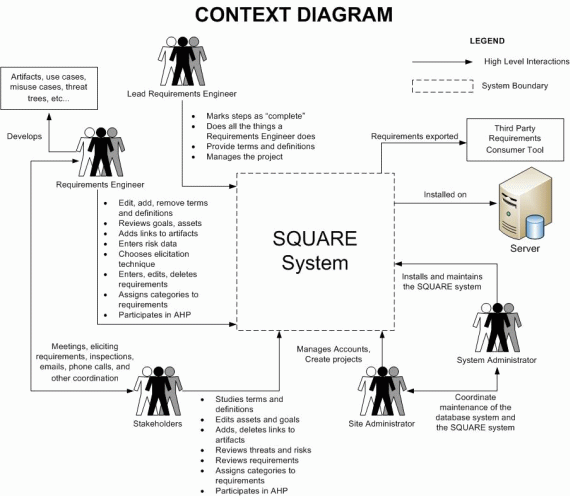 CONTEXT DIAGRAM
LEGEND
High Level Interactions
System Boundary
Artifacts, use cases,
misuse cases, threat
trees, etc...
Develops
Requirements Engineer
Lead Requirements Engineer
• Marks steps as “complete”
• Does all the things a
Requirements Engineer does
• Provide terms and definitions
• Manages the project
Requirements exported
Third Party
Requirements
Consumer Tool
Installed on
Server
• Edit, add, remove terms
and definitions
• Reviews goals, assets
• Adds links to artifacts
• Enters risk data
• Chooses elicitation
technique
• Enters, edits, deletes
requirements
• Assigns categories to
requirements
• Participates in AHP
SQUARE
System
Installs and maintains
the SQUARE system
System Administrator
Meetings, eliciting
requirements, inspections,
emails, phone calls, and
other coordination
Stakeholders
Manages Accounts,
Create projects
Site Administrator
Coordinate
maintenance of the
database system and
the SQUARE system
• Studies terms and
definitions
• Edits assets and goals
• Adds, deletes links to
artifacts
• Reviews threats and risks
• Reviews requirements
• Assigns categories to
requirements
• Participates in AHP